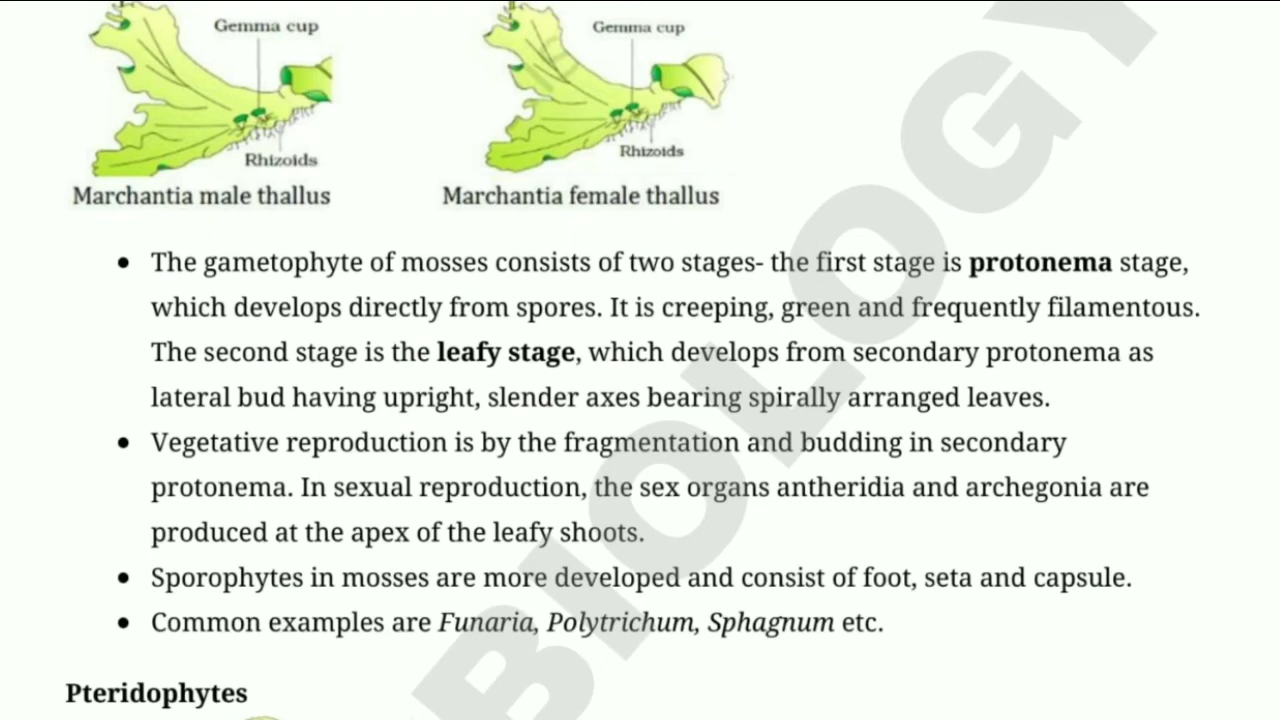 Gemma cup
Gemma cup
Rhizoids
Rhizoids
Marchantia male thallus
Marchantia female thallus
• The gametophyte of mosses consists of two stages- the first stage is protonema stage,
which develops directly from spores. It is creeping, green and frequently filamentous.
The second stage is the leafy stage, which develops from secondary protonema as
lateral bud having upright, slender axes bearing spirally arranged leaves.
• Vegetative reproduction is by the fragmentation and budding in secondary
protonema. In sexual reproduction, the sex organs antheridia and archegonia are
produced at the apex of the leafy shoots.
• Sporophytes in mosses are more developed and consist of foot, seta and capsule.
• Common examples are Funaria, Polytrichum, Sphagnum etc.
Pteridophytes
BIOLOGY